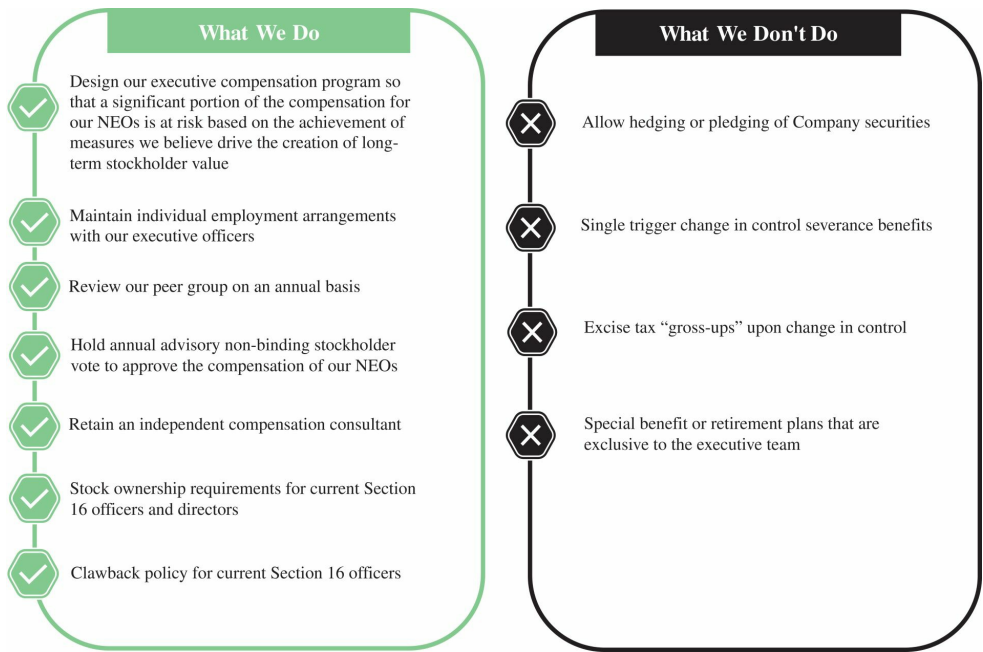 What We Do
Design our executive compensation program so
that a significant portion of the compensation for
our NEOs is at risk based on the achievement of
measures we believe drive the creation of long-
term stockholder value
Maintain individual employment arrangements
with our executive officers
Review our peer group on an annual basis
Hold annual advisory non-binding stockholder
vote to approve the compensation of our NEOs
Retain an independent compensation consultant
Stock ownership requirements for current Section
16 officers and directors
Clawback policy for current Section 16 officers
What We Don't Do
Allow hedging or pledging of Company securities
Single trigger change in control severance benefits
Excise tax “gross-ups” upon change in control
Special benefit or retirement plans that are
exclusive to the executive team